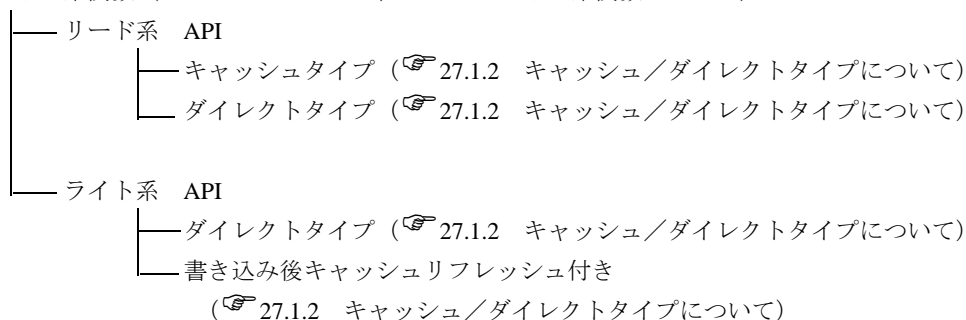 リード系 API
キャッシュタイプ（☞27.1.2 キャッシュ／ダイレクトタイプについて）
ダイレクトタイプ（☞27.1.2 キャッシュ／ダイレクトタイプについて）
ライト系 API
ダイレクトタイプ（☞27.1.2 キャッシュ／ダイレクトタイプについて）
書き込み後キャッシュリフレッシュ付き
（☞27.1.2 キャッシュ／ダイレクトタイプについて）